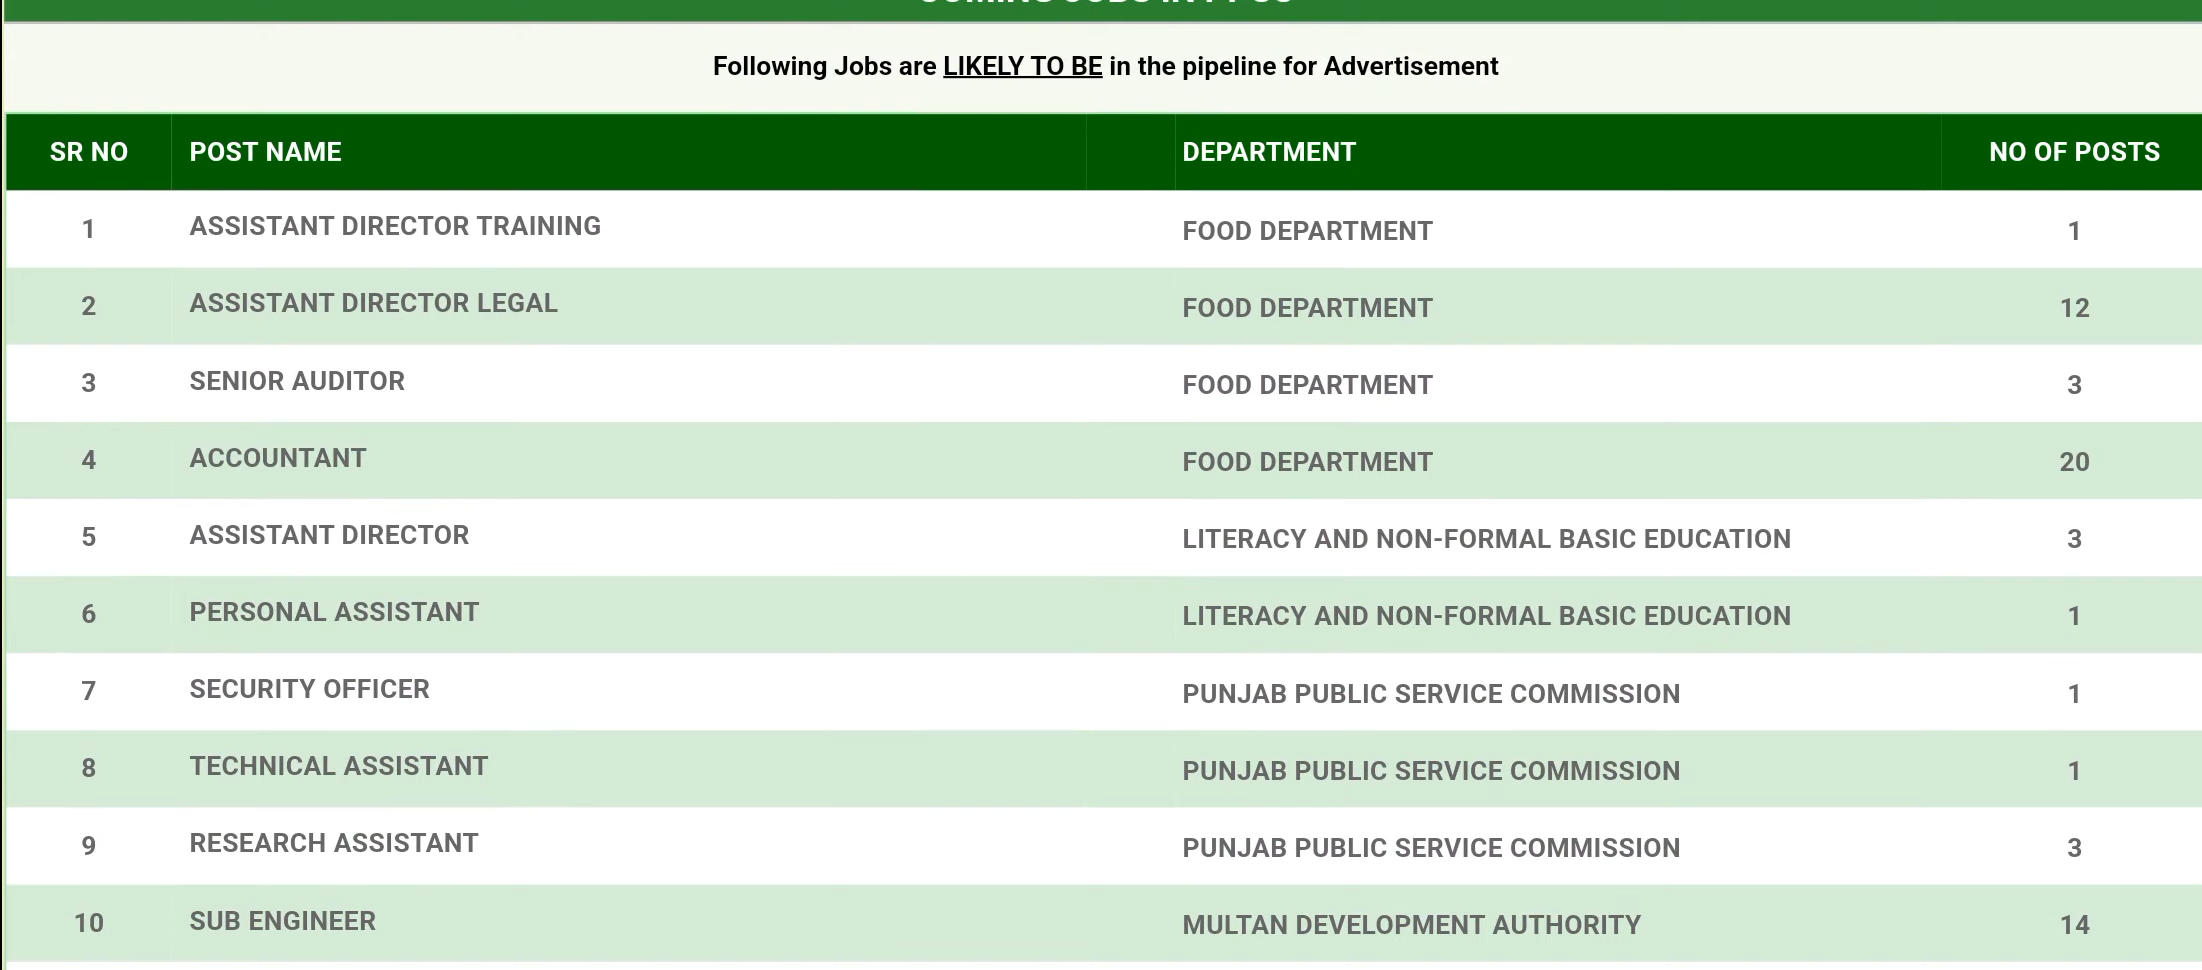 COMING JOBS IN PPSC
Following Jobs are LIKELY TO BE in the pipeline for Advertisement
SR NO POST NAME DEPARTMENT NO OF POSTS
1 ASSISTANT DIRECTOR TRAINING FOOD DEPARTMENT 1
2 ASSISTANT DIRECTOR LEGAL FOOD DEPARTMENT 12
3 SENIOR AUDITOR FOOD DEPARTMENT 3
4 ACCOUNTANT FOOD DEPARTMENT 20
5 ASSISTANT DIRECTOR LITERACY AND NON-FORMAL BASIC EDUCATION 3
6 PERSONAL ASSISTANT LITERACY AND NON-FORMAL BASIC EDUCATION 1
7 SECURITY OFFICER PUNJAB PUBLIC SERVICE COMMISSION 1
8 TECHNICAL ASSISTANT PUNJAB PUBLIC SERVICE COMMISSION 1
9 RESEARCH ASSISTANT PUNJAB PUBLIC SERVICE COMMISSION 3
10 SUB ENGINEER MULTAN DEVELOPMENT AUTHORITY 14